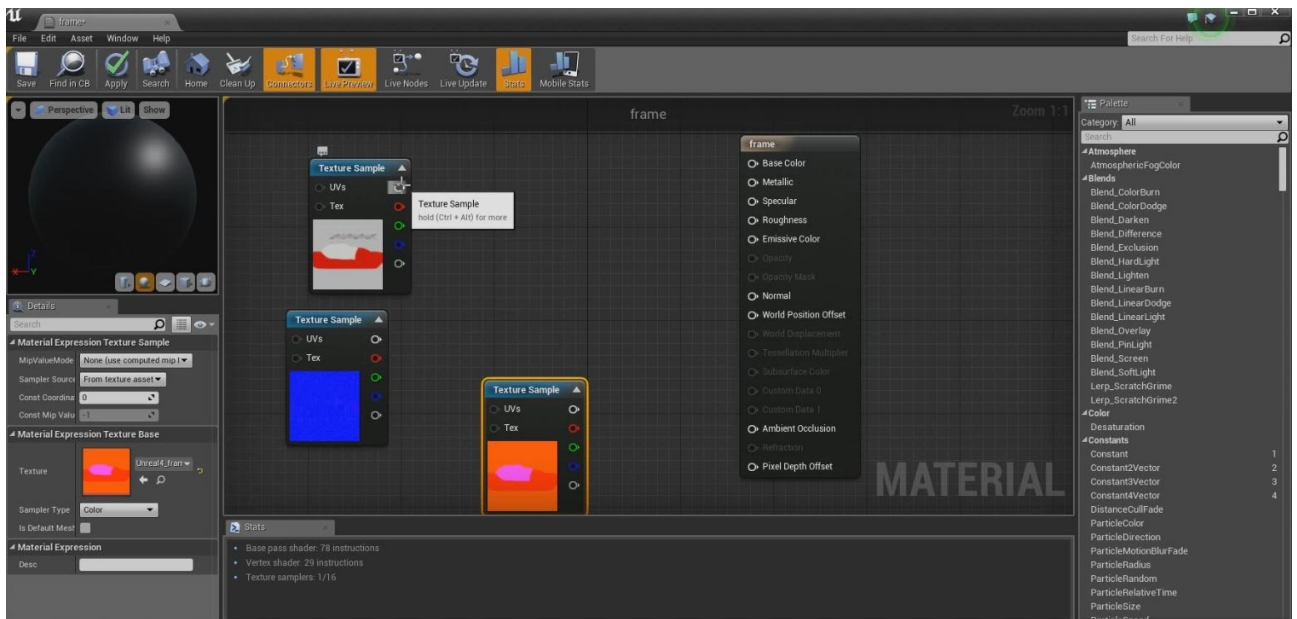 frame*
File Edit Asset Window Help
Search For Help
Save Find in CB Apply Search Home Clean Up Connectors Live Preview Live Nodes Live Update Stats Mobile Stats
Perspective Lit Show
Z
X Y
Details
Search
Material Expression Texture Sample
MipValueMode None (use computed mip l
Sampler Source From texture asset
Const Coordina 0
Const Mip Valu -1
Material Expression Texture Base
Texture Unreal4_fram
Sampler Type Color
Is Default Mesh
Material Expression
Desc
frame
Zoom 1:1
Texture Sample
UVs
Tex
Texture Sample
hold (Ctrl + Alt) for more
Texture Sample
UVs
Tex
Texture Sample
UVs
Tex
frame
Base Color
Metallic
Specular
Roughness
Emissive Color
Opacity
Opacity Mask
Normal
World Position Offset
World Displacement
Tessellation Multiplier
Subsurface Color
Custom Data 0
Custom Data 1
Ambient Occlusion
Refraction
Pixel Depth Offset
MATERIAL
Stats
Base pass shader: 78 instructions
Vertex shader: 29 instructions
Texture samplers: 1/16
Palette
Category: All
Search
Atmosphere
AtmosphericFogColor
Blends
Blend_ColorBurn
Blend_ColorDodge
Blend_Darken
Blend_Difference
Blend_Exclusion
Blend_HardLight
Blend_Lighten
Blend_LinearBurn
Blend_LinearDodge
Blend_LinearLight
Blend_Overlay
Blend_PinLight
Blend_Screen
Blend_SoftLight
Lerp_ScratchGrime
Lerp_ScratchGrime2
Color
Desaturation
Constants
Constant 1
Constant2Vector 2
Constant3Vector 3
Constant4Vector 4
DistanceCullFade
ParticleColor
ParticleDirection
ParticleMotionBlurFade
ParticleRadius
ParticleRandom
ParticleRelativeTime
ParticleSize